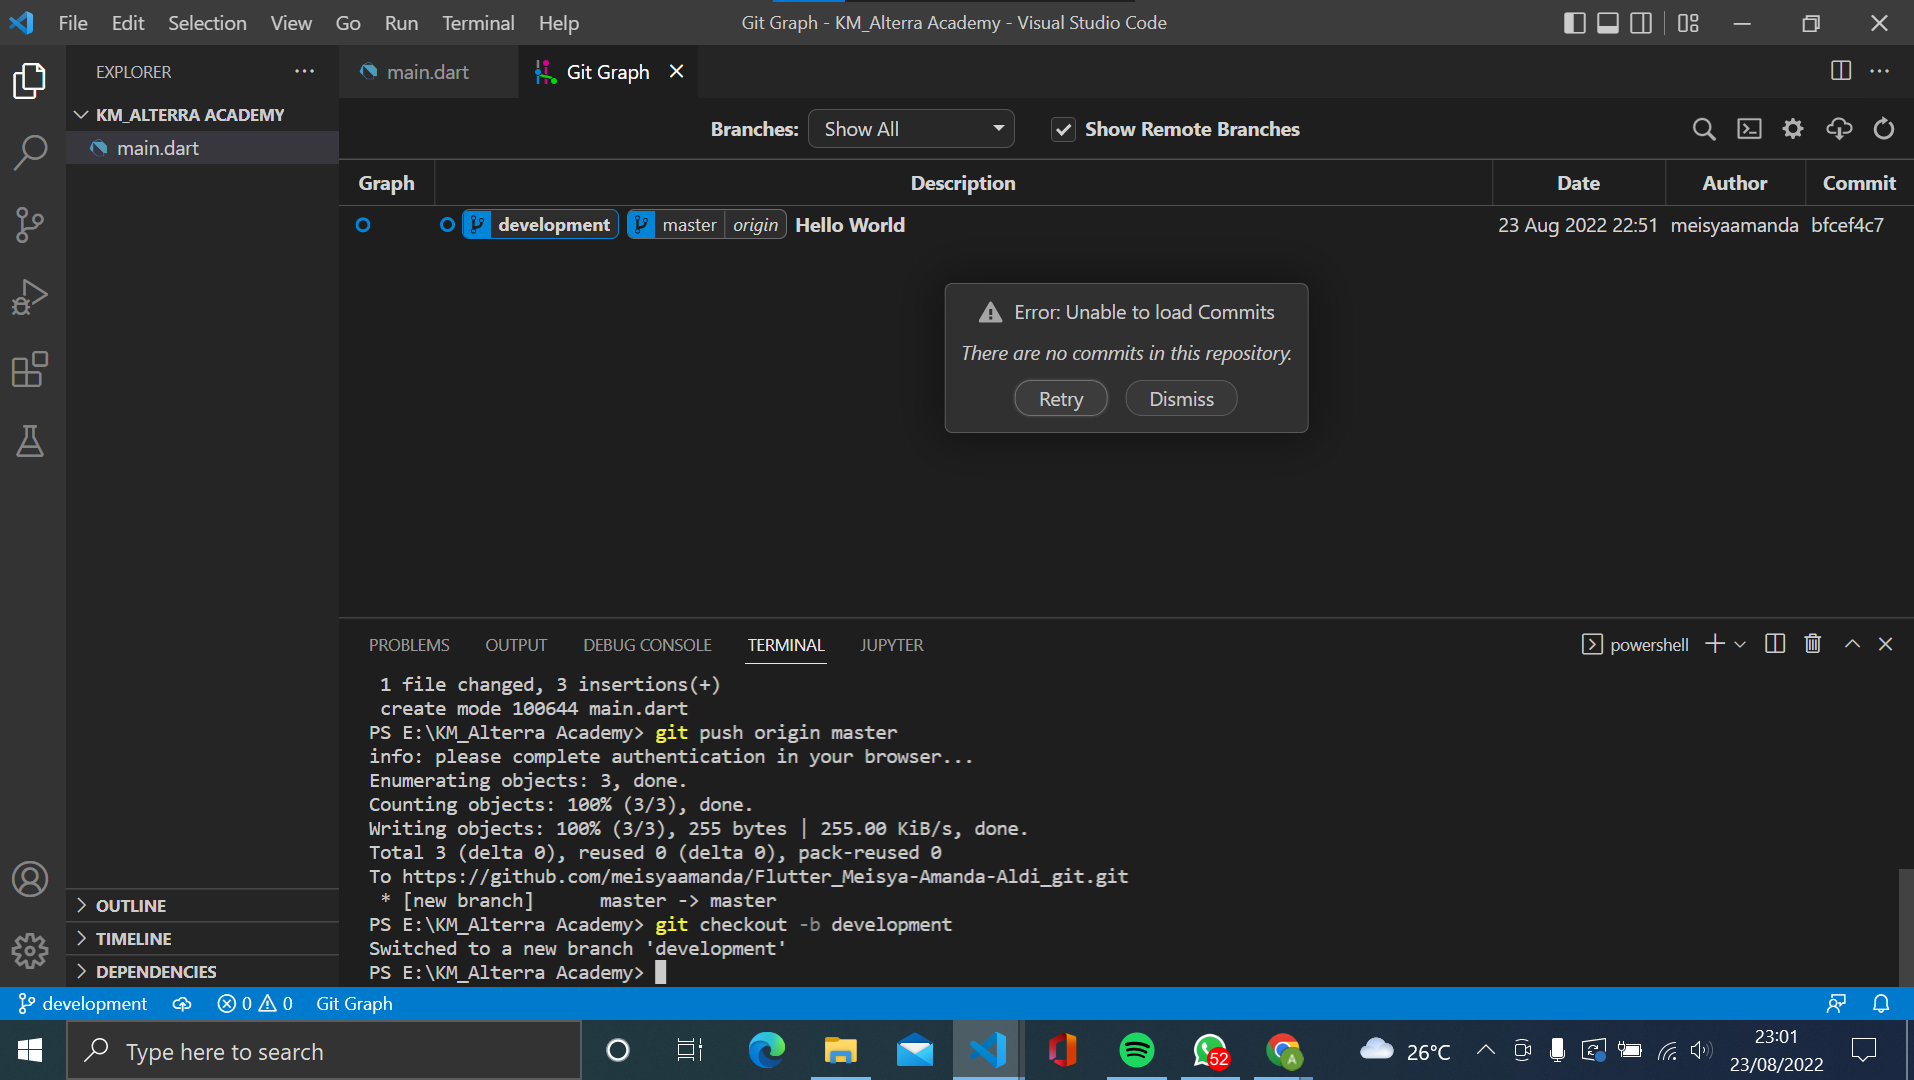 File Edit Selection View Go Run Terminal Help
Git Graph - KM_Alterra Academy - Visual Studio Code
EXPLORER
main.dart
Git Graph
KM_ALTERRA ACADEMY
main.dart
Branches: Show All
Show Remote Branches
Graph Description Date Author Commit
development master origin Hello World 23 Aug 2022 22:51 meisyaamanda bfcef4c7
Error: Unable to load Commits
There are no commits in this repository.
Retry Dismiss
PROBLEMS OUTPUT DEBUG CONSOLE TERMINAL JUPYTER
powershell
1 file changed, 3 insertions(+)
create mode 100644 main.dart
PS E:\KM_Alterra Academy> git push origin master
info: please complete authentication in your browser...
Enumerating objects: 3, done.
Counting objects: 100% (3/3), done.
Writing objects: 100% (3/3), 255 bytes | 255.00 KiB/s, done.
Total 3 (delta 0), reused 0 (delta 0), pack-reused 0
To https://github.com/meisyaamanda/Flutter_Meisya-Amanda-Aldi_git.git
* [new branch] master -> master
PS E:\KM_Alterra Academy> git checkout -b development
Switched to a new branch 'development'
PS E:\KM_Alterra Academy>
OUTLINE
TIMELINE
DEPENDENCIES
development 0 0 Git Graph
Type here to search
52
A
26°C
23:01
23/08/2022